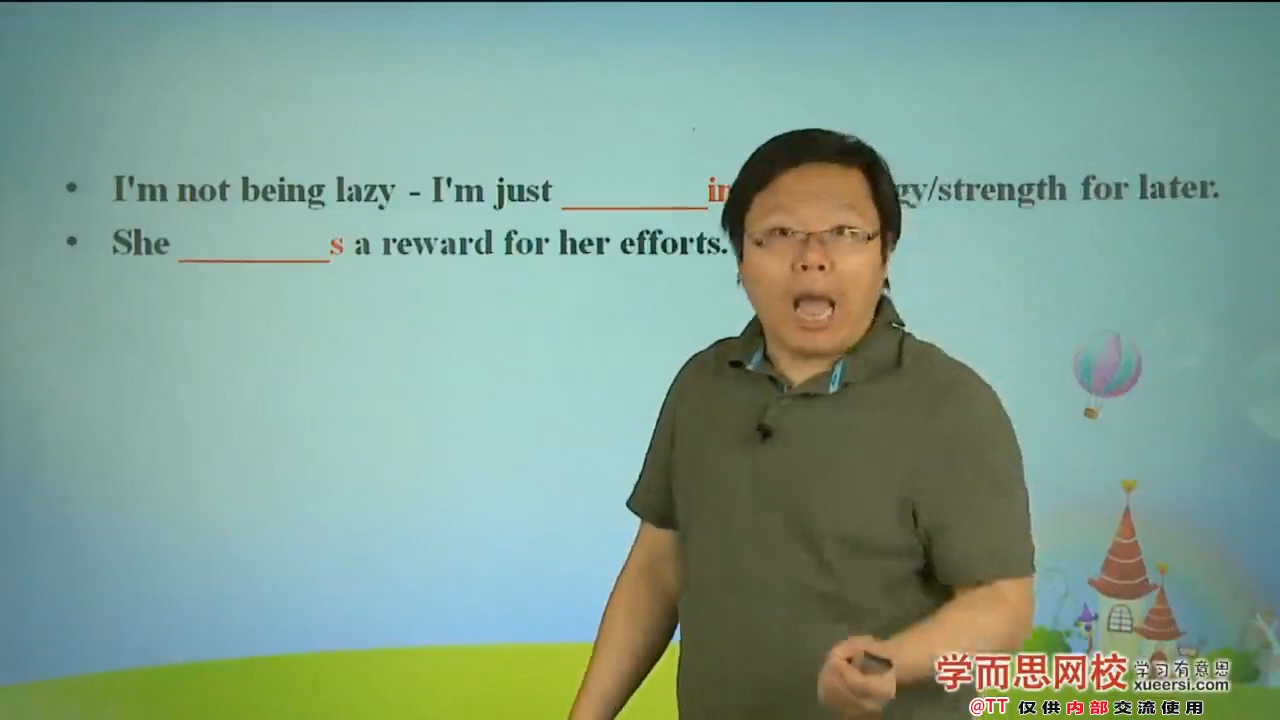 • I'm not being lazy - I'm just ________in gy/strength for later.
• She ________s a reward for her efforts.
学而思网校 学习有意思
xueersi.com
@TT 仅供内部交流使用